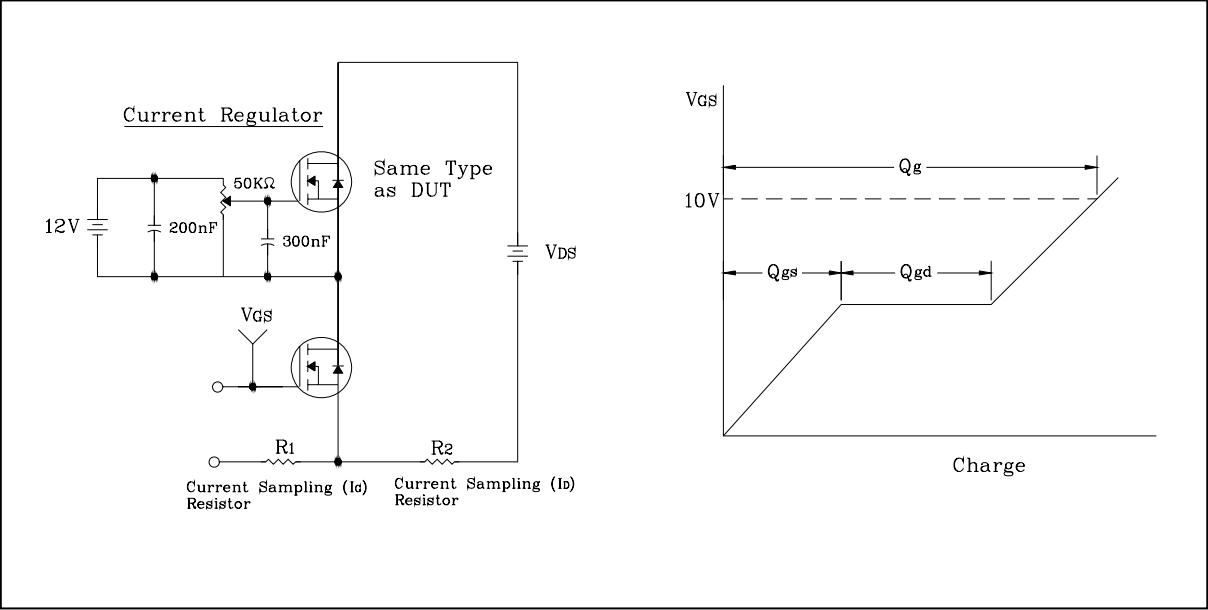 Current Regulator
Same Type
as DUT
50KΩ
12V
200nF
300nF
VDS
VGS
R1
R2
Current Sampling (IG)
Resistor
Current Sampling (ID)
Resistor
VGS
Qg
10V
Qgs
Qgd
Charge